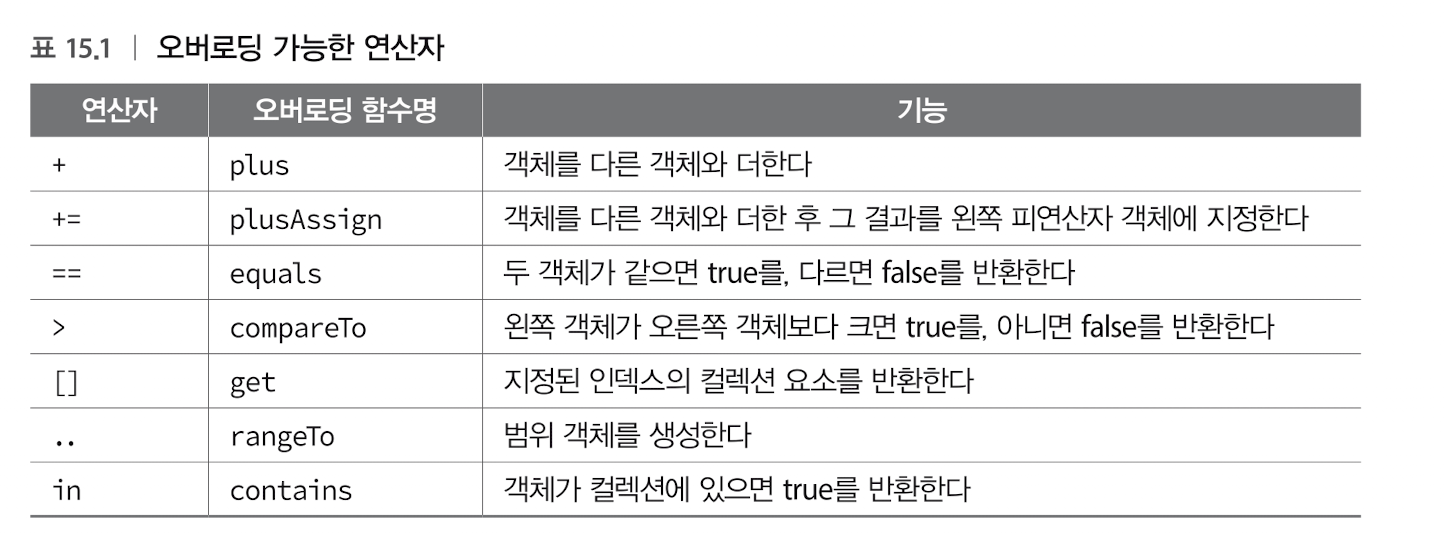 표 15.1 | 오버로딩 가능한 연산자
연산자 오버로딩 함수명 기능
+ plus 객체를 다른 객체와 더한다
+= plusAssign 객체를 다른 객체와 더한 후 그 결과를 왼쪽 피연산자 객체에 지정한다
== equals 두 객체가 같으면 true를, 다르면 false를 반환한다
> compareTo 왼쪽 객체가 오른쪽 객체보다 크면 true를, 아니면 false를 반환한다
[] get 지정된 인덱스의 컬렉션 요소를 반환한다
.. rangeTo 범위 객체를 생성한다
in contains 객체가 컬렉션에 있으면 true를 반환한다